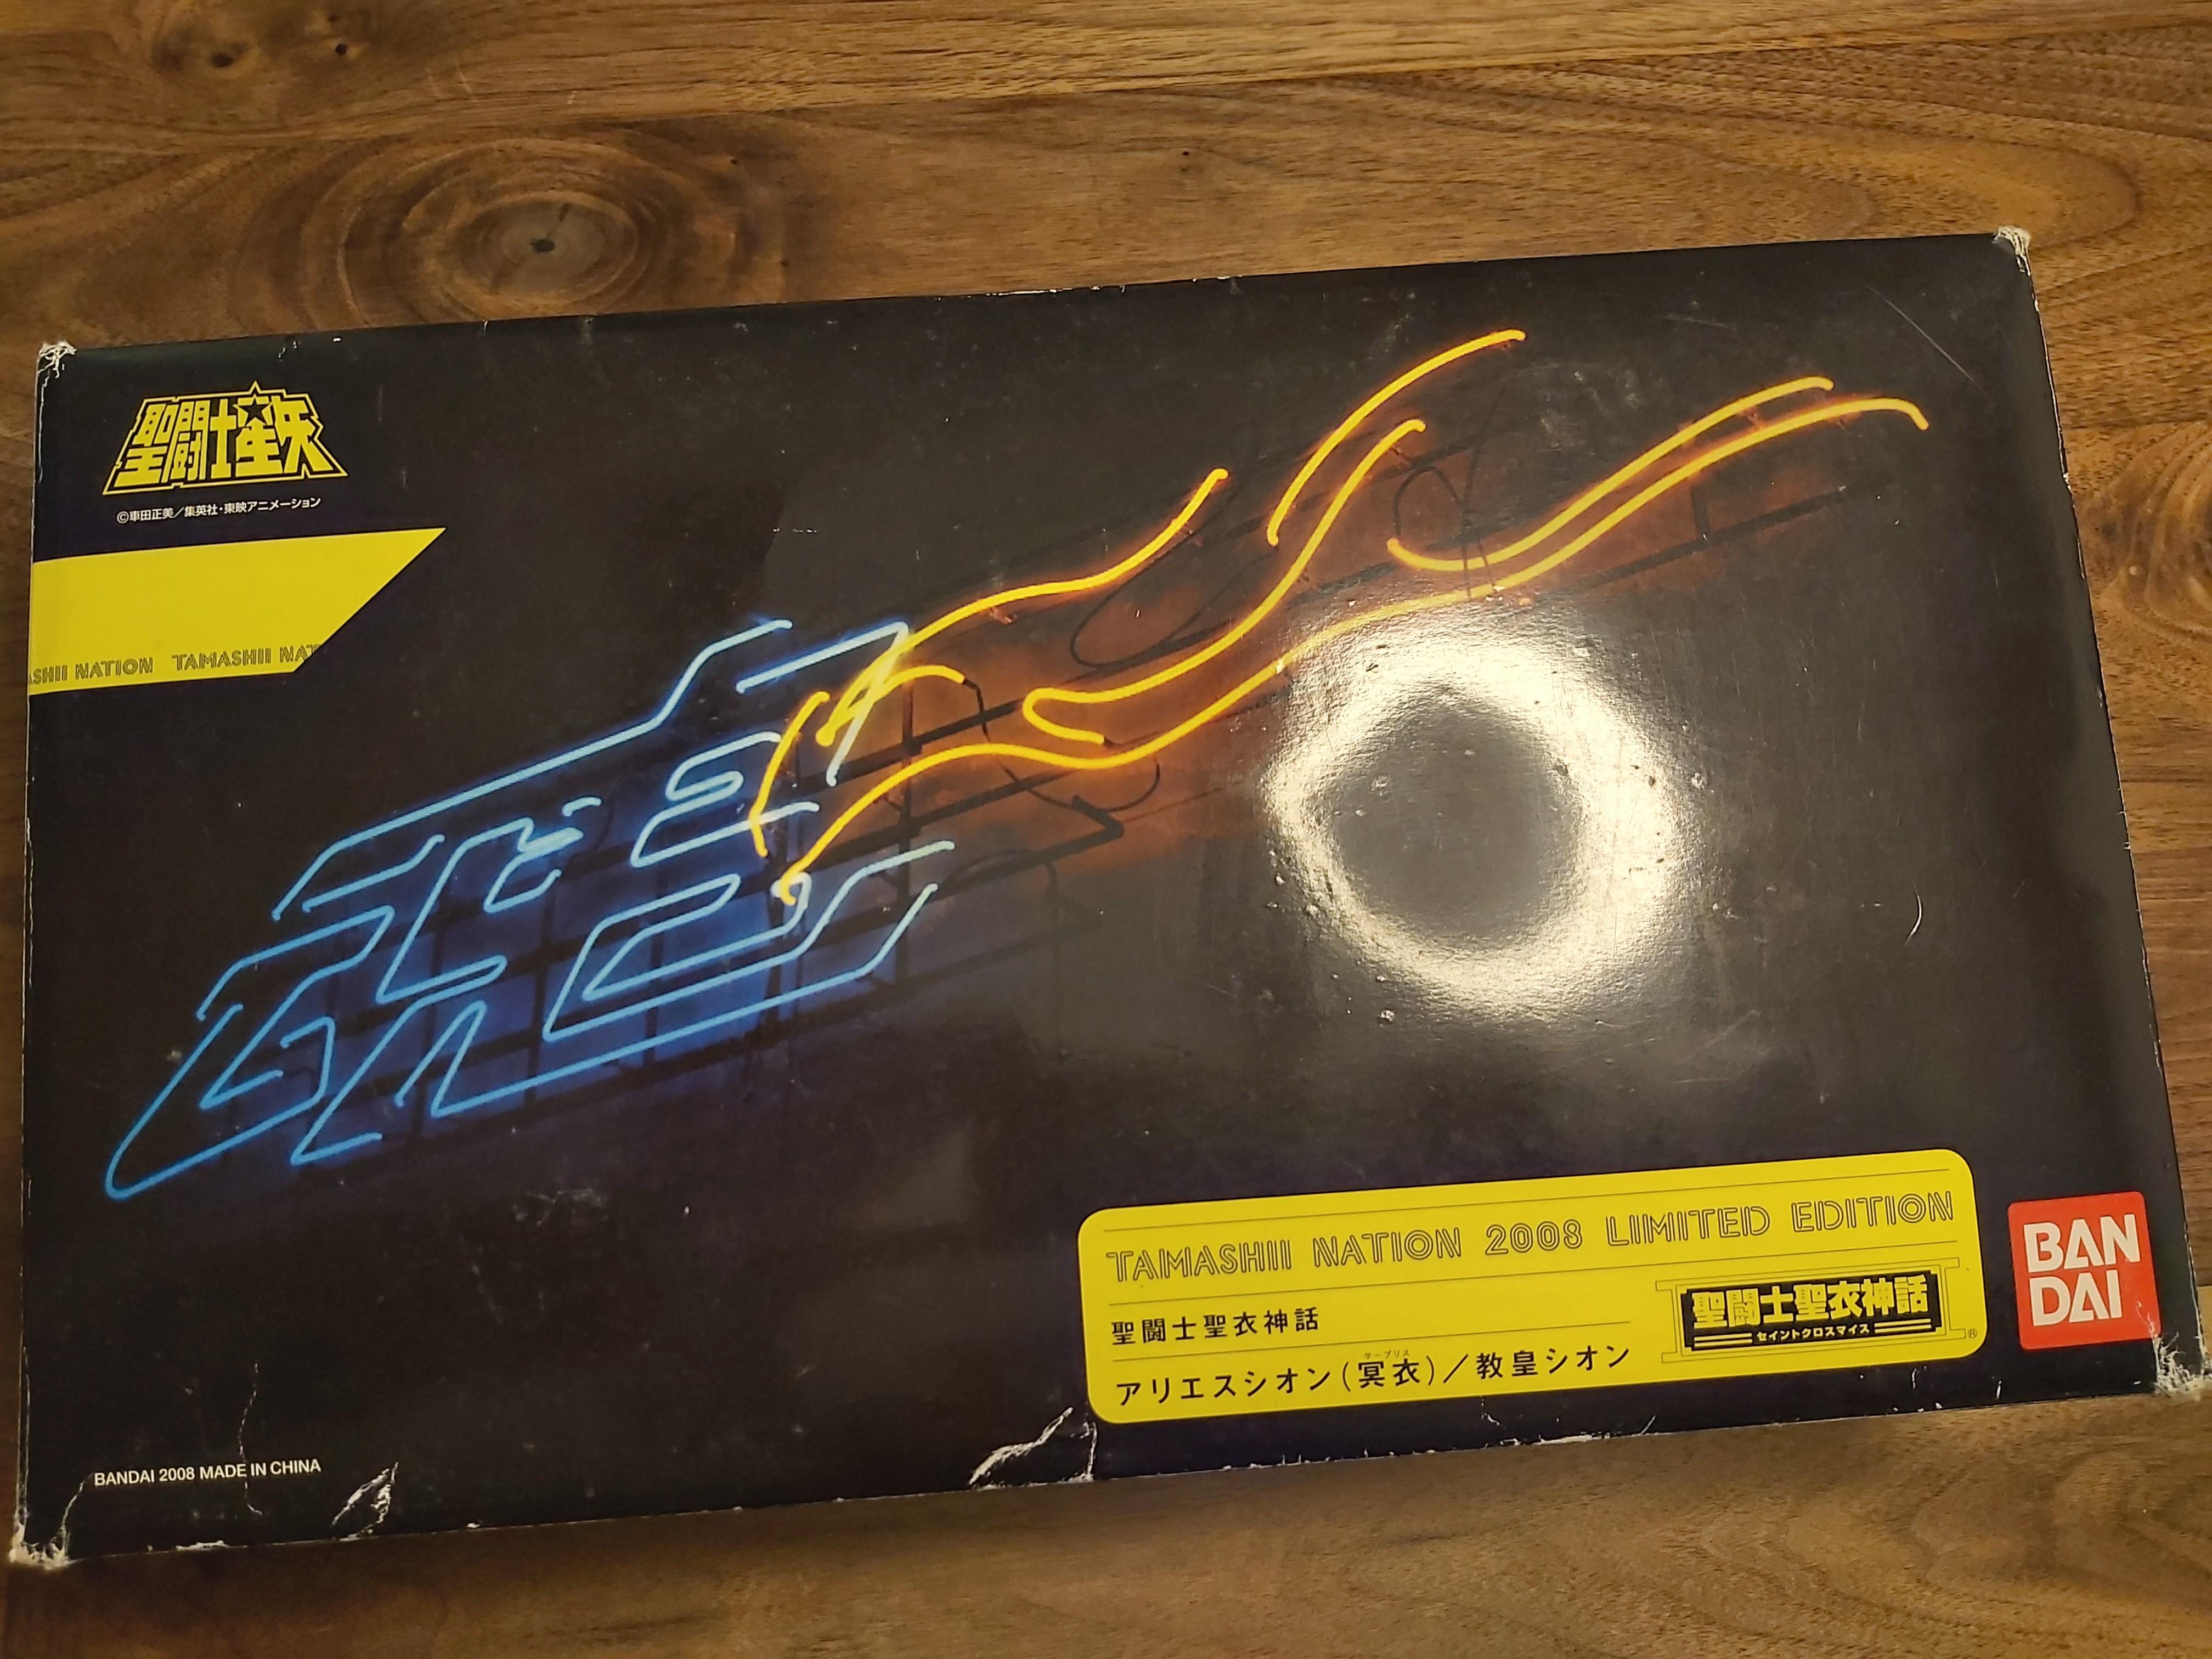 聖闘士星矢
©車田正美／集英社・東映アニメーション
ASHII NATION TAMASHII NAT
TAMASHII NATION 2008 LIMITED EDITION
聖闘士聖衣神話
聖闘士聖衣神話
セイントクロスマイス
®
サープリス
アリエスシオン(冥衣)／教皇シオン
BAN
DAI
BANDAI 2008 MADE IN CHINA